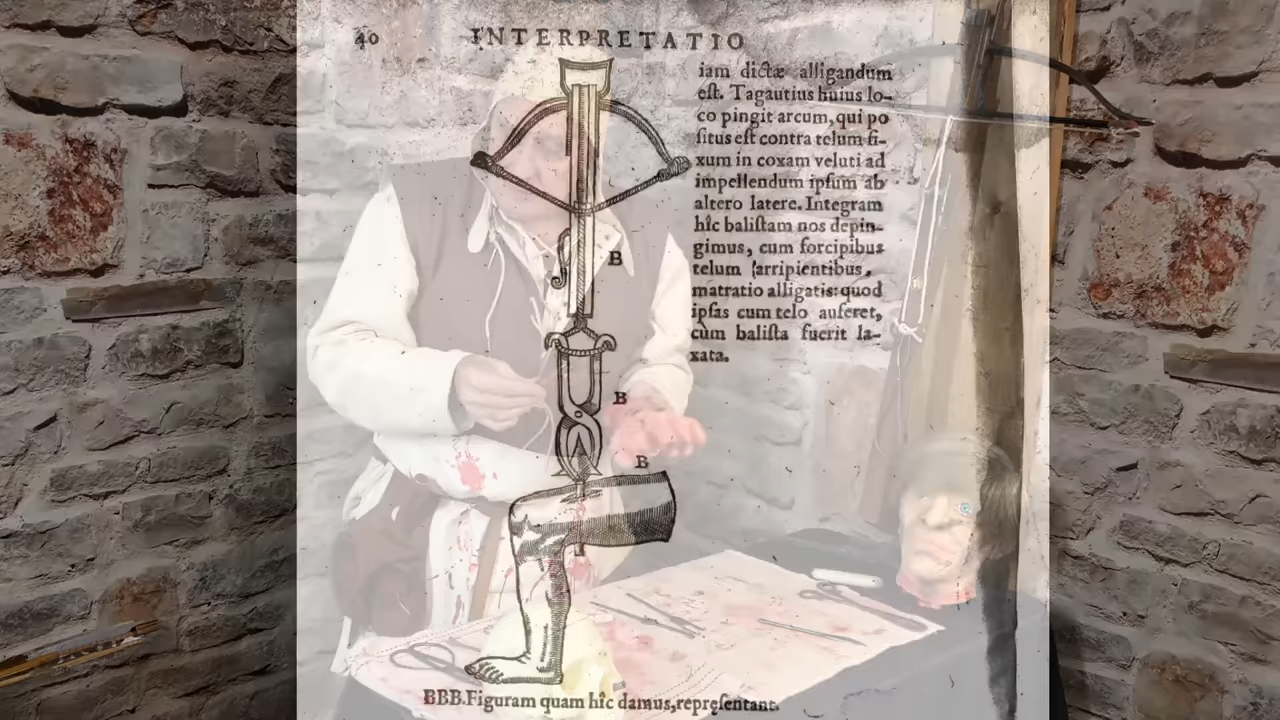 40 INTERPRETATIO
iam dictæ alligandum
eſt. Tagautius huius lo-
co pingit arcum, qui po
ſitus eſt contra telum fi-
xum in coxam veluti ad
impellendum ipſum ab
altero latere. Integram
hîc baliſtam nos depin-
gimus, cum forcipibus
telum arripientibus,
matratio alligatis: quod
ipſas cum telo auferet,
cùm baliſta fuerit la-
xata.
B
B
B
BBB. Figuram quam hîc damus, repręſentant.